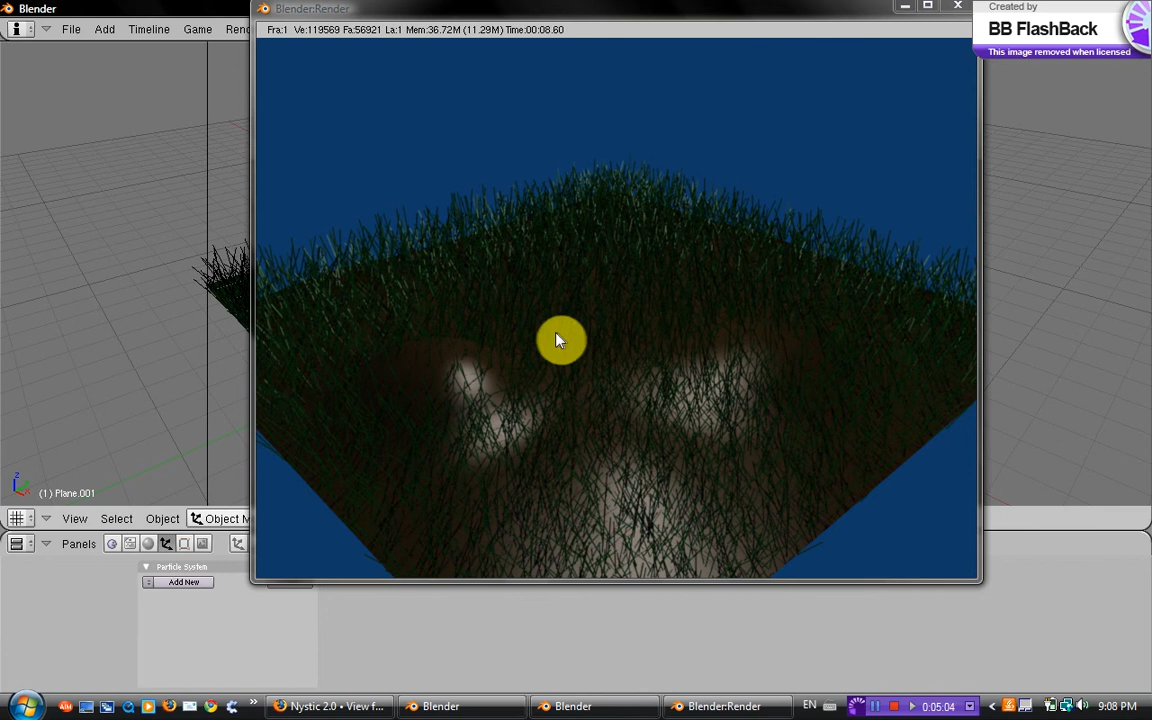 Blender
Blender:Render
Created by
BB FlashBack
This image removed when licensed
File Add Timeline Game Ren
Fra:1 Ve:119569 Fa:56921 La:1 Mem:36.72M (11.29M) Time:00:08.60
z
(1) Plane.001
View Select Object Object M
Panels
Particle System
Add New
Nystic 2.0 • View f...
Blender
Blender
Blender:Render
EN
0:05:04
9:08 PM